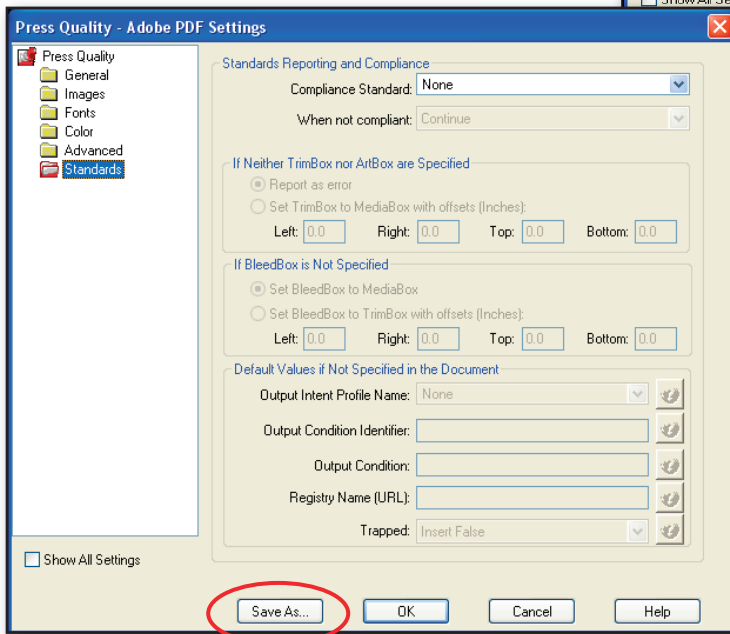 Show All Se
Press Quality - Adobe PDF Settings
Press Quality
General
Images
Fonts
Color
Advanced
Standards
Show All Settings
Standards Reporting and Compliance
Compliance Standard: None
When not compliant: Continue
If Neither TrimBox nor ArtBox are Specified
Report as error
Set TrimBox to MediaBox with offsets (Inches):
Left: 0.0 Right: 0.0 Top: 0.0 Bottom: 0.0
If BleedBox is Not Specified
Set BleedBox to MediaBox
Set BleedBox to TrimBox with offsets (Inches):
Left: 0.0 Right: 0.0 Top: 0.0 Bottom: 0.0
Default Values if Not Specified in the Document
Output Intent Profile Name: None
Output Condition Identifier:
Output Condition:
Registry Name (URL):
Trapped: Insert False
Save As... OK Cancel Help